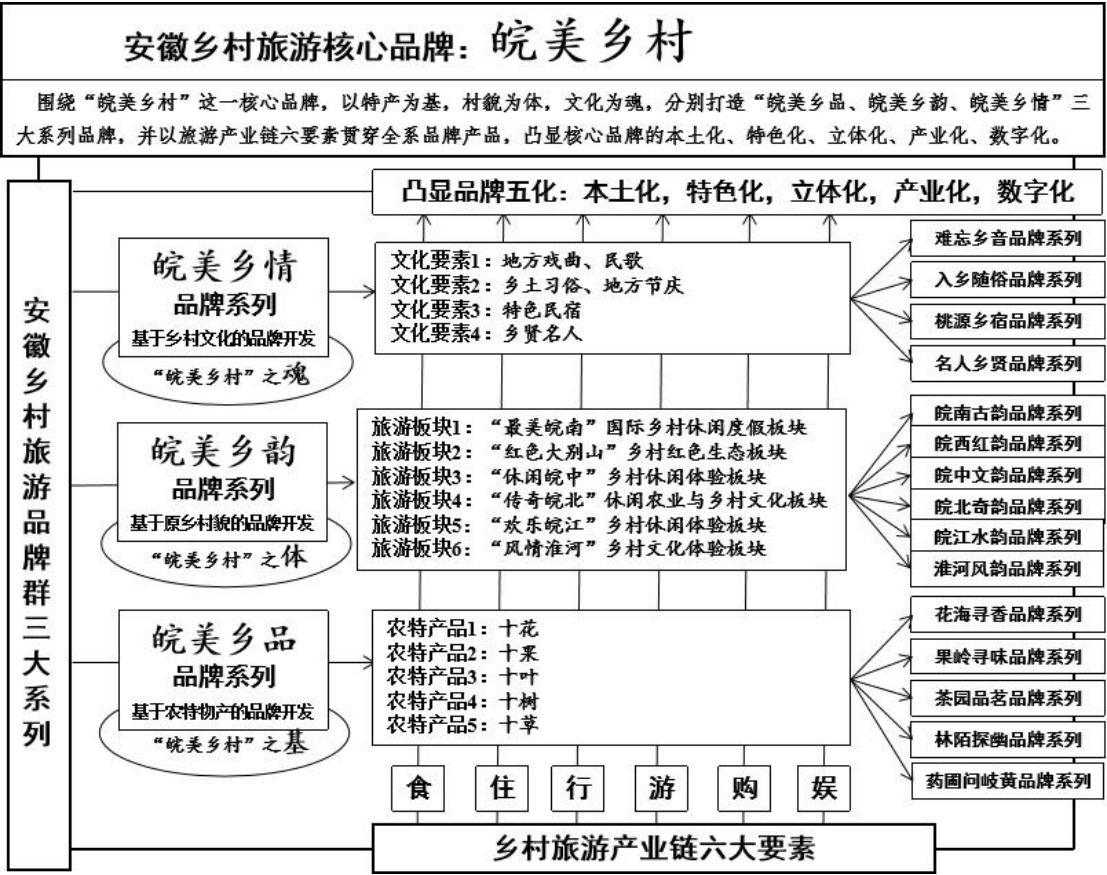 安徽乡村旅游核心品牌：皖美乡村
围绕“皖美乡村”这一核心品牌，以特产为基，村貌为体，文化为魂，分别打造“皖美乡品、皖美乡韵、皖美乡情”三
大系列品牌，并以旅游产业链六要素贯穿全系品牌产品，凸显核心品牌的本土化、特色化、立体化、产业化、数字化。
安徽乡村旅游品牌群三大系列
凸显品牌五化：本土化，特色化，立体化，产业化，数字化
皖美乡情
品牌系列
基于乡村文化的品牌开发
“皖美乡村”之魂
文化要素1：地方戏曲、民歌
文化要素2：乡土习俗、地方节庆
文化要素3：特色民宿
文化要素4：乡贤名人
难忘乡音品牌系列
入乡随俗品牌系列
桃源乡宿品牌系列
名人乡贤品牌系列
皖美乡韵
品牌系列
基于原乡村貌的品牌开发
“皖美乡村”之体
旅游板块1：“最美皖南”国际乡村休闲度假板块
旅游板块2：“红色大别山”乡村红色生态板块
旅游板块3：“休闲皖中”乡村休闲体验板块
旅游板块4：“传奇皖北”休闲农业与乡村文化板块
旅游板块5：“欢乐皖江”乡村休闲体验板块
旅游板块6：“风情淮河”乡村文化体验板块
皖南古韵品牌系列
皖西红韵品牌系列
皖中文韵品牌系列
皖北奇韵品牌系列
皖江水韵品牌系列
淮河风韵品牌系列
皖美乡品
品牌系列
基于农特物产的品牌开发
“皖美乡村”之基
农特产品1：十花
农特产品2：十果
农特产品3：十叶
农特产品4：十树
农特产品5：十草
花海寻香品牌系列
果岭寻味品牌系列
茶园品茗品牌系列
林陌探幽品牌系列
药圃问岐黄品牌系列
食 住 行 游 购 娱
乡村旅游产业链六大要素